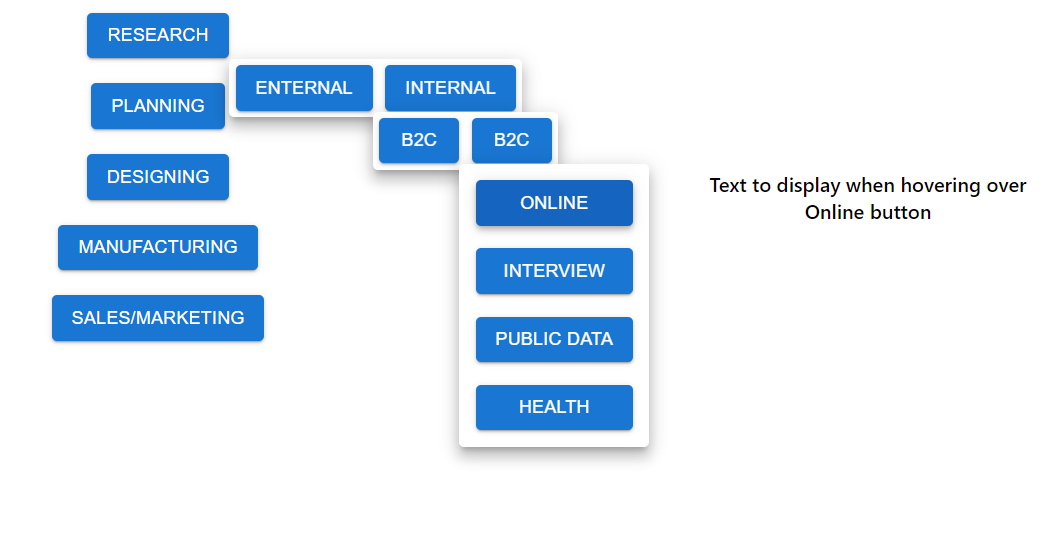 RESEARCH
PLANNING
DESIGNING
MANUFACTURING
SALES/MARKETING
ENTERNAL INTERNAL
B2C B2C
ONLINE
INTERVIEW
PUBLIC DATA
HEALTH
Text to display when hovering over
Online button